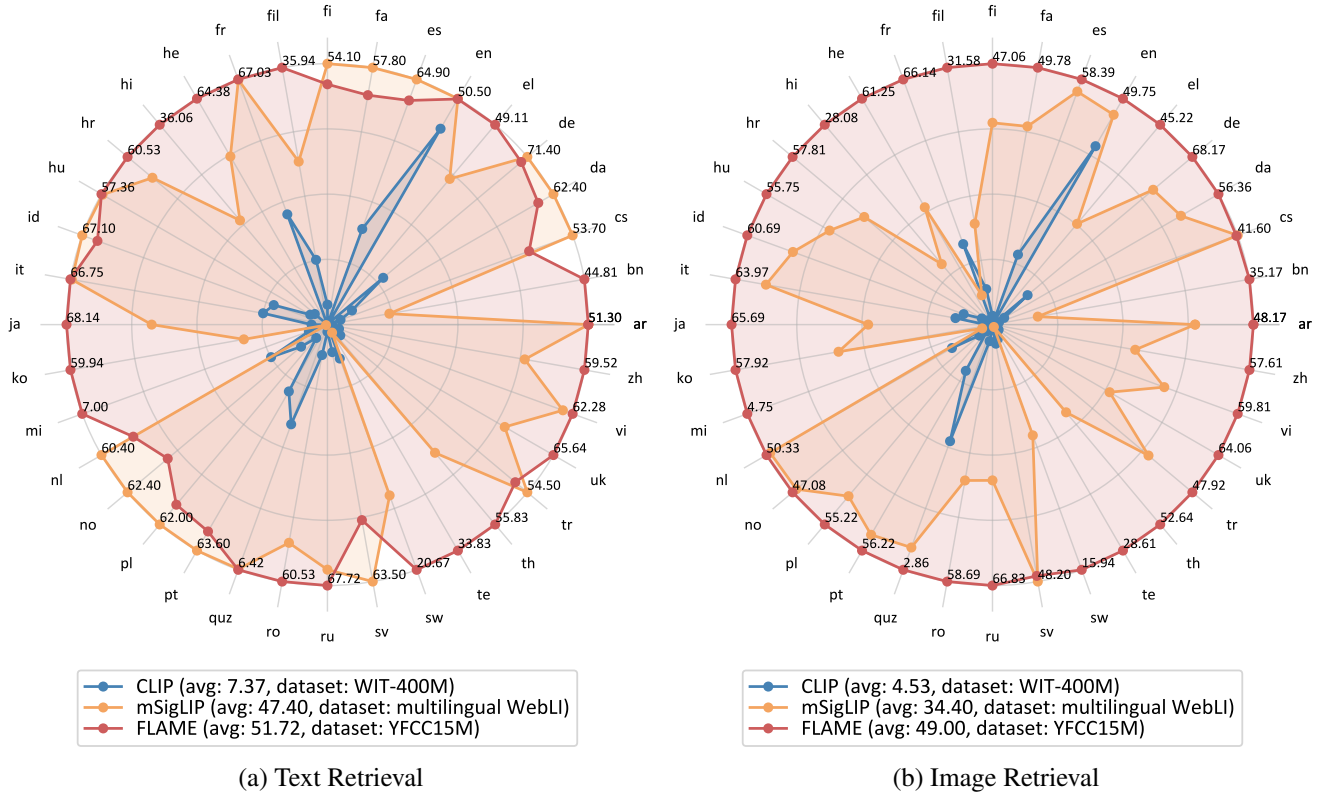 fi
fa
es
en
el
de
da
cs
bn
ar
zh
vi
uk
tr
th
te
sw
sv
ru
ro
quz
pt
pl
no
nl
mi
ko
ja
it
id
hu
hr
hi
he
fr
fil
54.10
57.80
64.90
50.50
49.11
71.40
62.40
53.70
44.81
51.30
59.52
62.28
65.64
54.50
55.83
33.83
20.67
63.50
67.72
60.53
6.42
63.60
62.00
62.40
60.40
7.00
59.94
68.14
66.75
67.10
57.36
60.53
36.06
64.38
67.03
35.94
CLIP (avg: 7.37, dataset: WIT-400M)
mSigLIP (avg: 47.40, dataset: multilingual WebLI)
FLAME (avg: 51.72, dataset: YFCC15M)
(a) Text Retrieval
fi
fa
es
en
el
de
da
cs
bn
ar
zh
vi
uk
tr
th
te
sw
sv
ru
ro
quz
pt
pl
no
nl
mi
ko
ja
it
id
hu
hr
hi
he
fr
fil
47.06
49.78
58.39
49.75
45.22
68.17
56.36
41.60
35.17
48.17
57.61
59.81
64.06
47.92
52.64
28.61
15.94
48.20
66.83
58.69
2.86
56.22
55.22
47.08
50.33
4.75
57.92
65.69
63.97
60.69
55.75
57.81
28.08
61.25
66.14
31.58
CLIP (avg: 4.53, dataset: WIT-400M)
mSigLIP (avg: 34.40, dataset: multilingual WebLI)
FLAME (avg: 49.00, dataset: YFCC15M)
(b) Image Retrieval